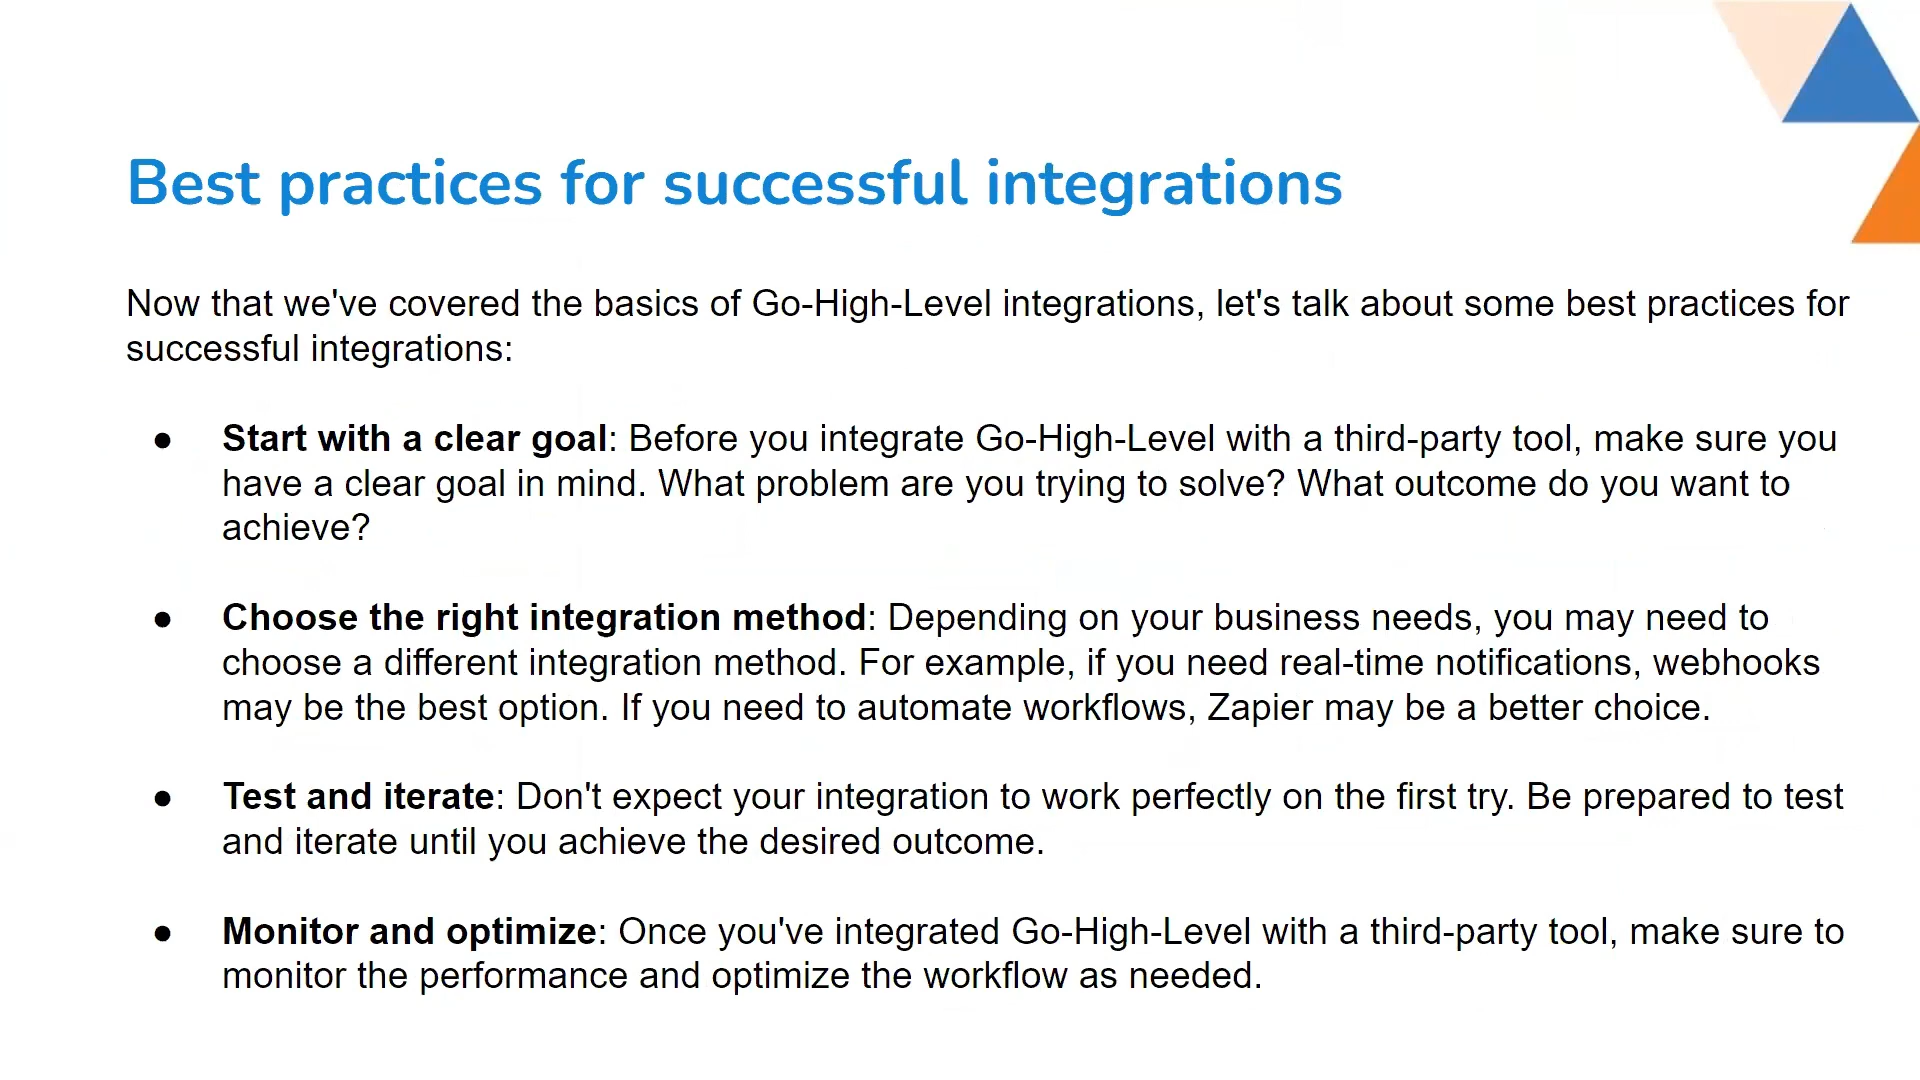 Best practices for successful integrations
Now that we've covered the basics of Go-High-Level integrations, let's talk about some best practices for
successful integrations:
● Start with a clear goal: Before you integrate Go-High-Level with a third-party tool, make sure you
have a clear goal in mind. What problem are you trying to solve? What outcome do you want to
achieve?
● Choose the right integration method: Depending on your business needs, you may need to
choose a different integration method. For example, if you need real-time notifications, webhooks
may be the best option. If you need to automate workflows, Zapier may be a better choice.
● Test and iterate: Don't expect your integration to work perfectly on the first try. Be prepared to test
and iterate until you achieve the desired outcome.
● Monitor and optimize: Once you've integrated Go-High-Level with a third-party tool, make sure to
monitor the performance and optimize the workflow as needed.